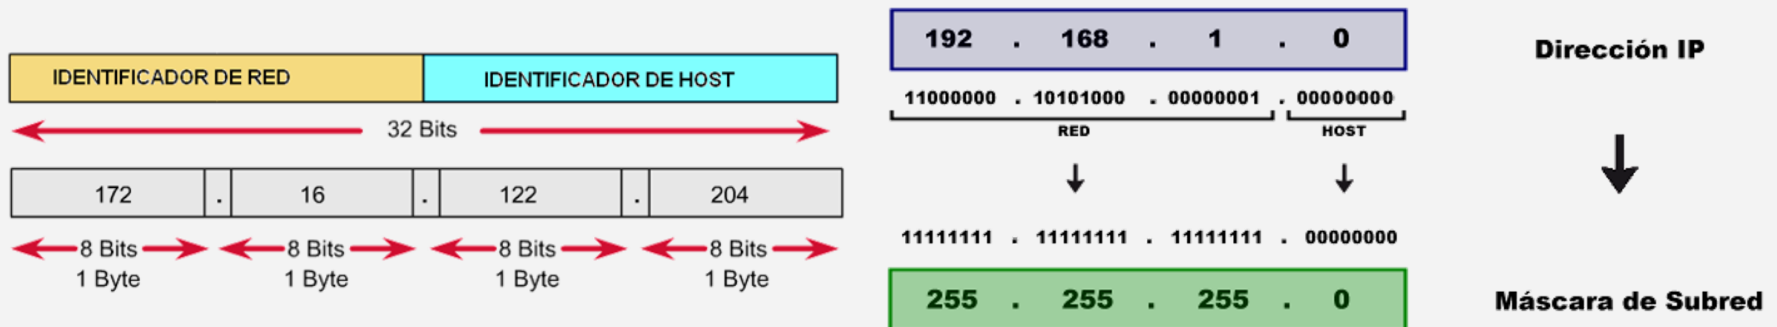 IDENTIFICADOR DE RED IDENTIFICADOR DE HOST
32 Bits
172 . 16 . 122 . 204
8 Bits 8 Bits 8 Bits 8 Bits
1 Byte 1 Byte 1 Byte 1 Byte
192 . 168 . 1 . 0
Dirección IP
11000000 . 10101000 . 00000001 . 00000000
RED HOST
11111111 . 11111111 . 11111111 . 00000000
255 . 255 . 255 . 0
Máscara de Subred